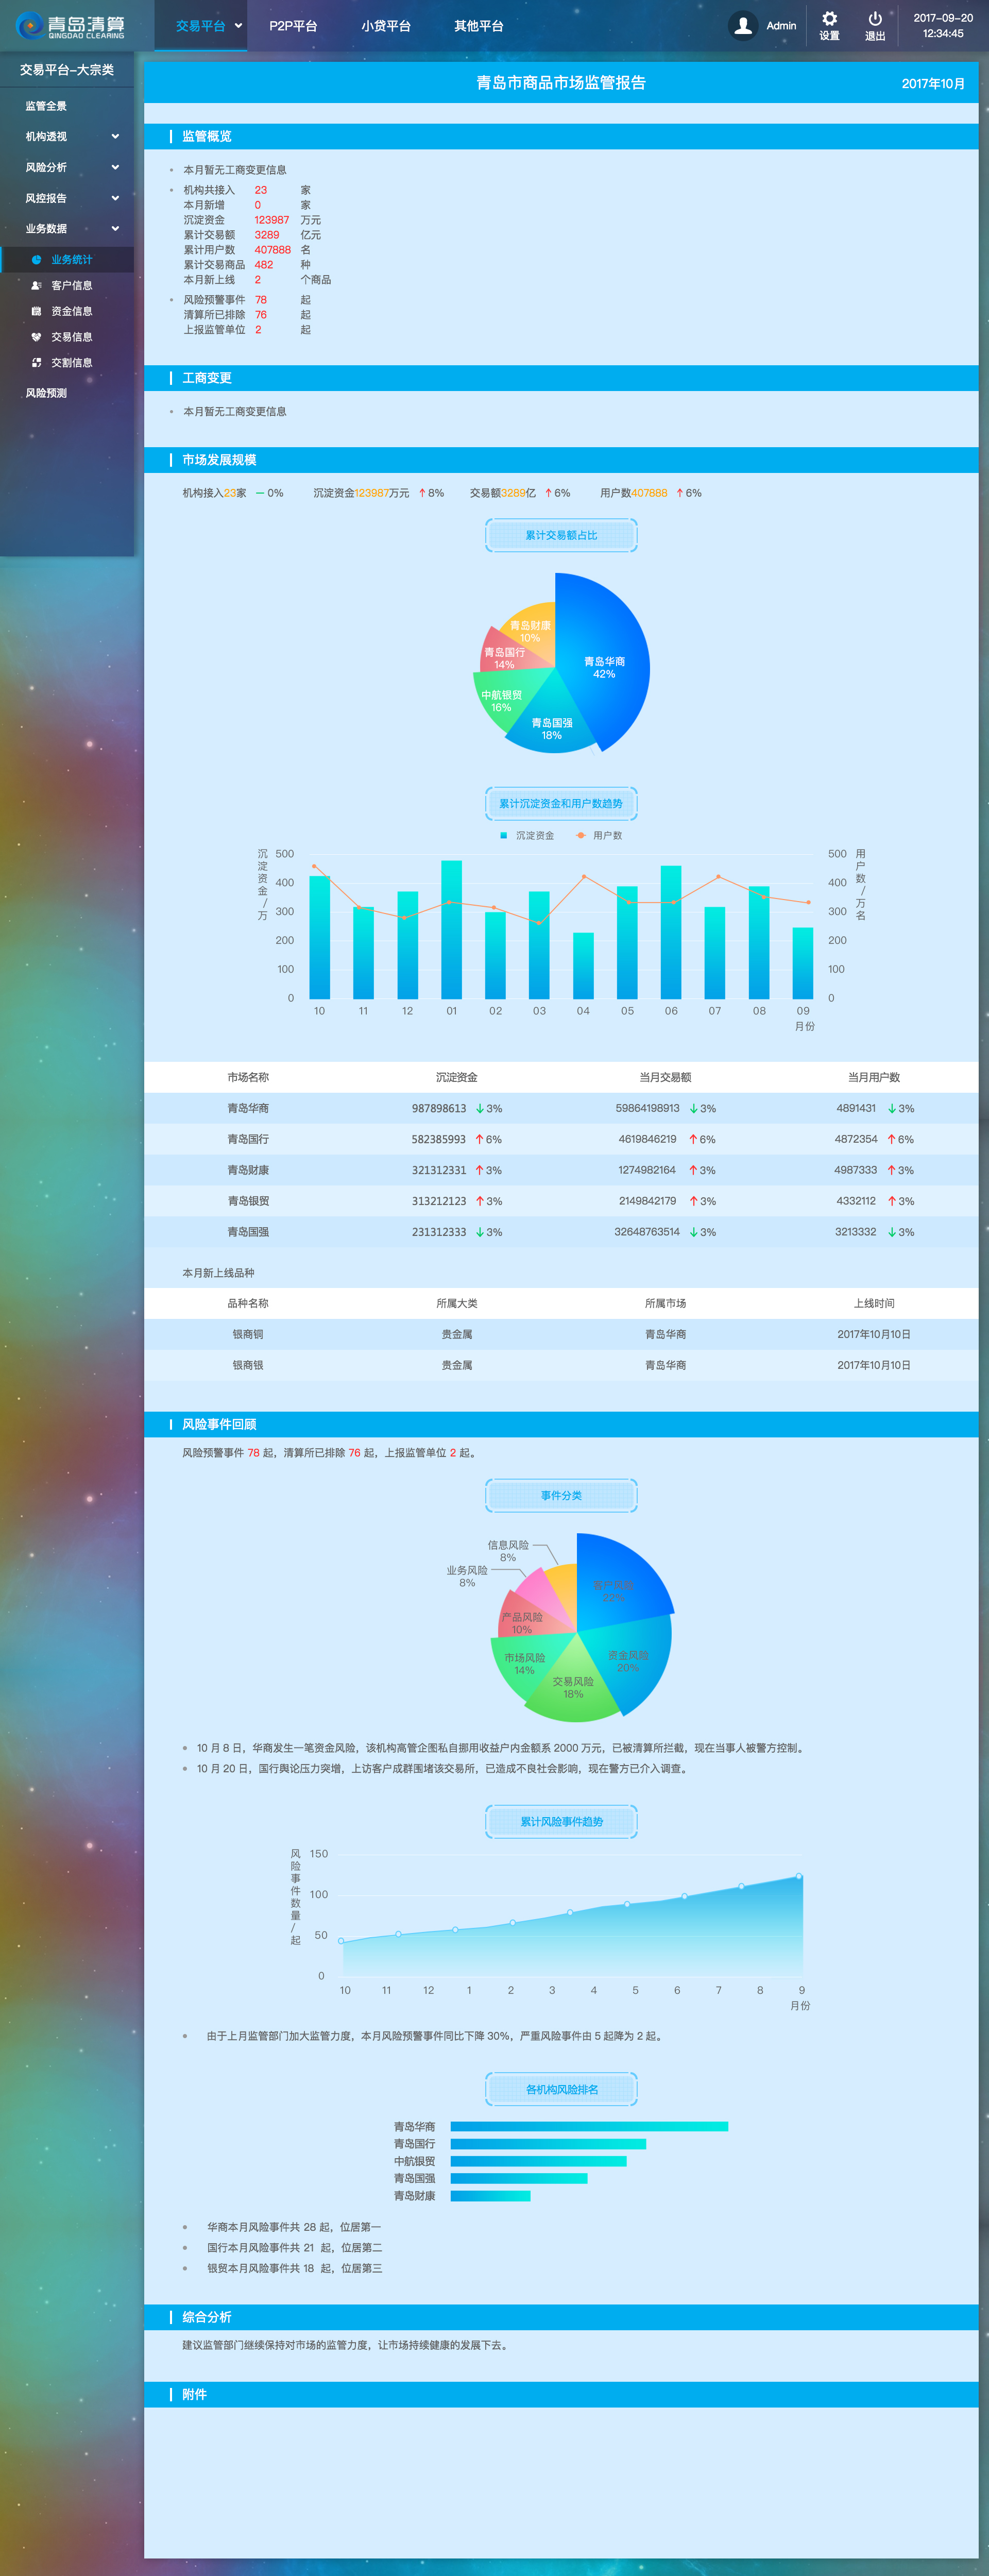 青岛清算
QINGDAO CLEARING
交易平台
P2P平台
小贷平台
其他平台
Admin
设置
退出
2017-09-20
12:34:45
交易平台-大宗类
监管全景
机构透视
风险分析
风控报告
业务数据
业务统计
客户信息
资金信息
交易信息
交割信息
风险预测
青岛市商品市场监管报告
2017年10月
监管概览
本月暂无工商变更信息
机构共接入 23 家
本月新增 0 家
沉淀资金 123987 万元
累计交易额 3289 亿元
累计用户数 407888 名
累计交易商品 482 种
本月新上线 2 个商品
风险预警事件 78 起
清算所已排除 76 起
上报监管单位 2 起
工商变更
本月暂无工商变更信息
市场发展规模
机构接入23家 0% 沉淀资金123987万元 8% 交易额3289亿 6% 用户数407888 6%
累计交易额占比
青岛财康
10%
青岛国行
14%
青岛华商
42%
中航银贸
16%
青岛国强
18%
累计沉淀资金和用户数趋势
沉淀资金 用户数
沉淀资金/万
500
400
300
200
100
0
500
400
300
200
100
0
用户数/万名
10 11 12 01 02 03 04 05 06 07 08 09
月份
市场名称 沉淀资金 当月交易额 当月用户数
青岛华商 987898613 3% 59864198913 3% 4891431 3%
青岛国行 582385993 6% 4619846219 6% 4872354 6%
青岛财康 321312331 3% 1274982164 3% 4987333 3%
青岛银贸 313212123 3% 2149842179 3% 4332112 3%
青岛国强 231312333 3% 32648763514 3% 3213332 3%
本月新上线品种
品种名称 所属大类 所属市场 上线时间
银商铜 贵金属 青岛华商 2017年10月10日
银商银 贵金属 青岛华商 2017年10月10日
风险事件回顾
风险预警事件 78 起，清算所已排除 76 起，上报监管单位 2 起。
事件分类
信息风险
8%
业务风险
8%
客户风险
22%
产品风险
10%
资金风险
20%
市场风险
14%
交易风险
18%
10 月 8 日，华商发生一笔资金风险，该机构高管企图私自挪用收益户内金额系 2000 万元，已被清算所拦截，现在当事人被警方控制。
10 月 20 日，国行舆论压力突增，上访客户成群围堵该交易所，已造成不良社会影响，现在警方已介入调查。
累计风险事件趋势
风险事件数量/起
150
100
50
0
10 11 12 1 2 3 4 5 6 7 8 9
月份
由于上月监管部门加大监管力度，本月风险预警事件同比下降 30%，严重风险事件由 5 起降为 2 起。
各机构风险排名
青岛华商
青岛国行
中航银贸
青岛国强
青岛财康
华商本月风险事件共 28 起，位居第一
国行本月风险事件共 21 起，位居第二
银贸本月风险事件共 18 起，位居第三
综合分析
建议监管部门继续保持对市场的监管力度，让市场持续健康的发展下去。
附件